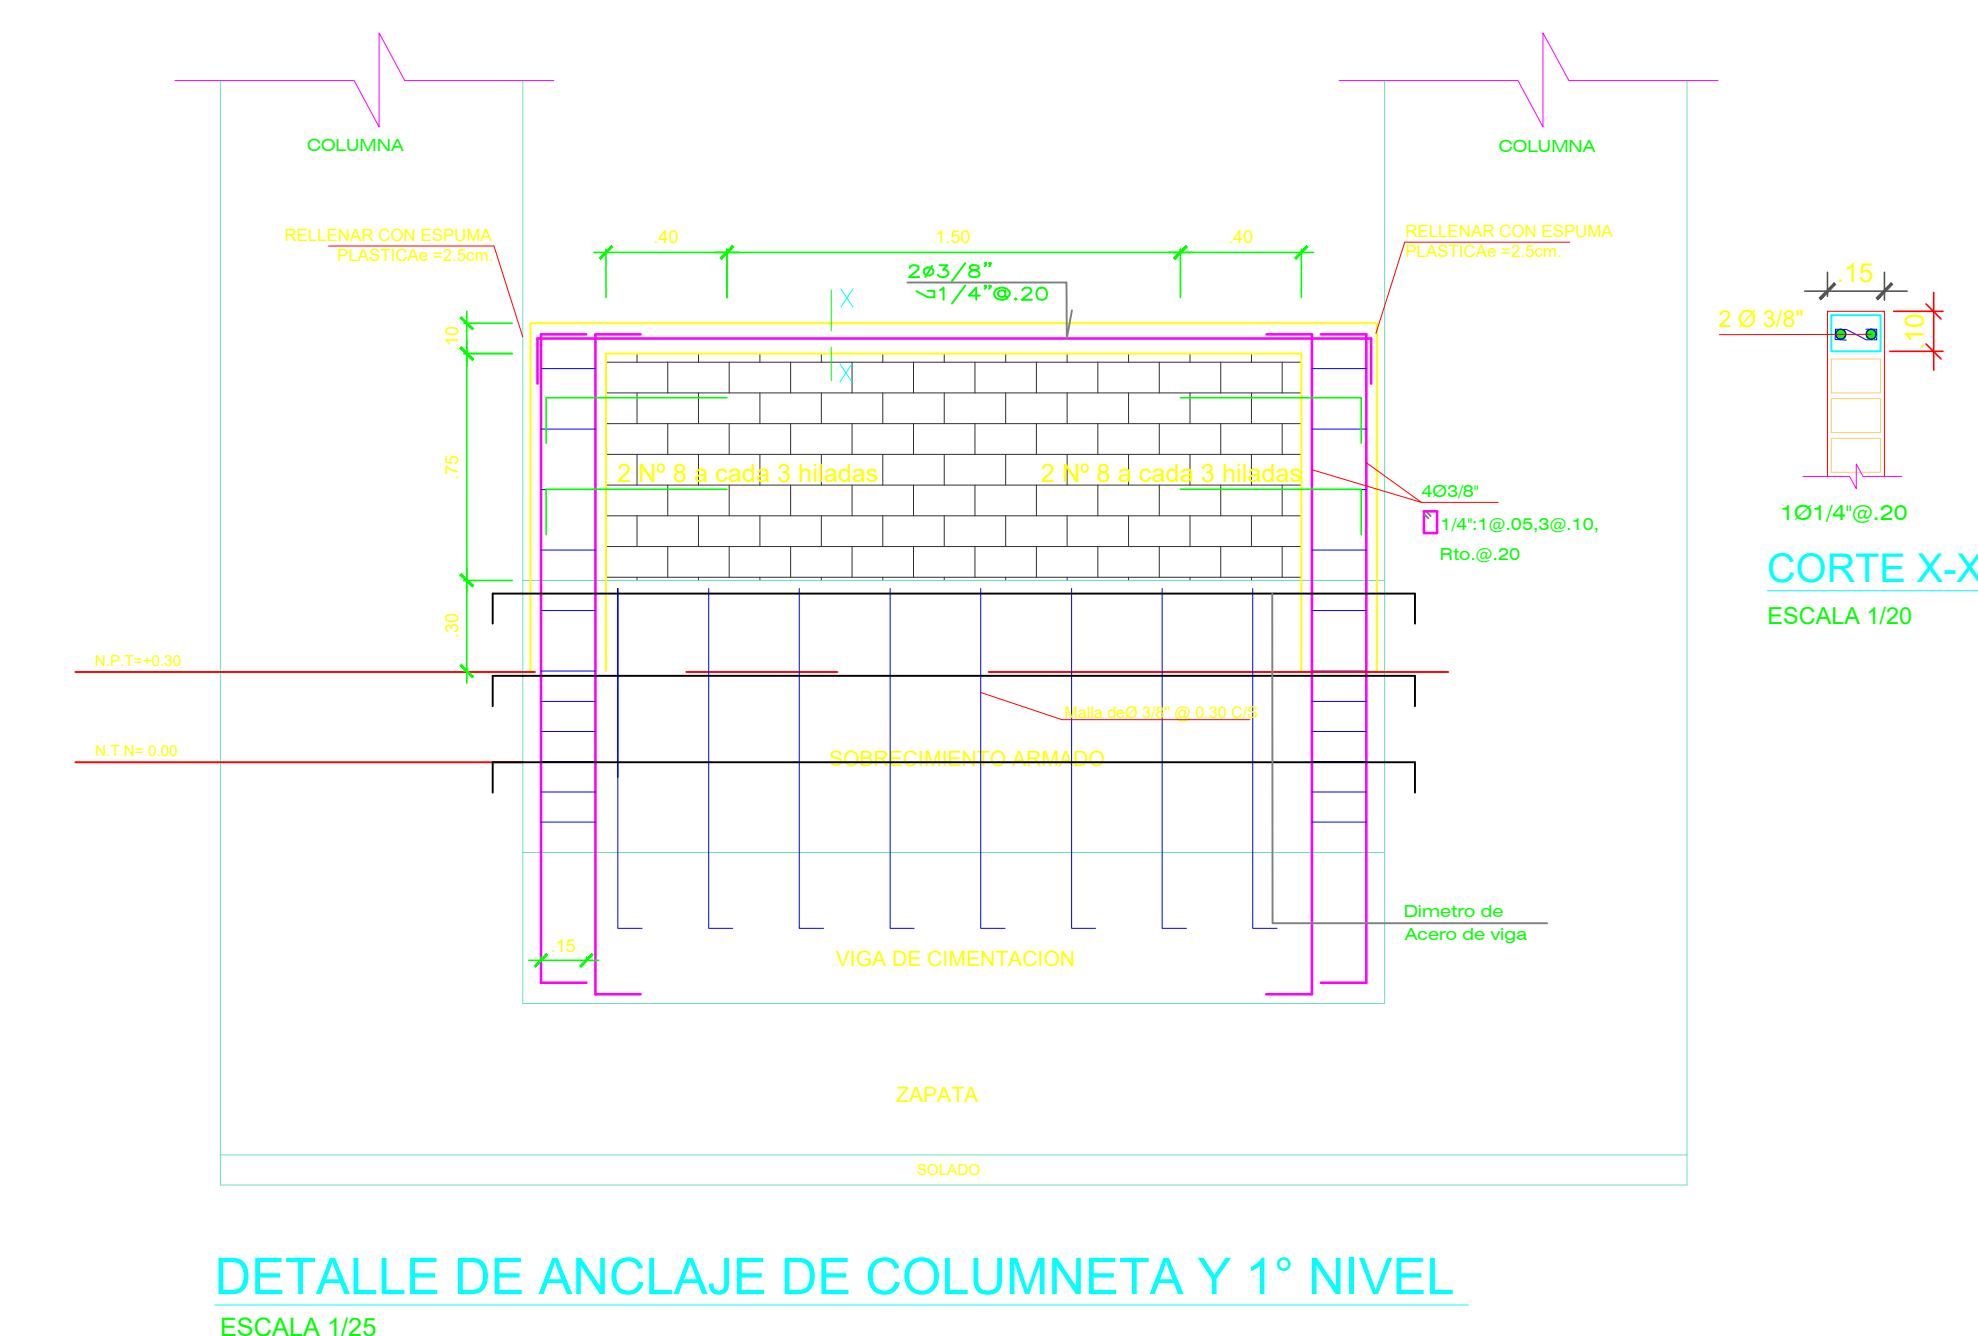 COLUMNA
COLUMNA
RELLENAR CON ESPUMA
PLASTICAe =2.5cm.
.40
1.50
.40
RELLENAR CON ESPUMA
PLASTICAe =2.5cm.
2ø3/8"
1/4"@.20
X
X
.10
.75
.30
2 Nº 8 a cada 3 hiladas
2 Nº 8 a cada 3 hiladas
4Ø3/8"
1/4":1@.05,3@.10,
Rto.@.20
N.P.T=+0.30
Malla deØ 3/8" @ 0.30 C/S
N.T.N= 0.00
SOBRECIMIENTO ARMADO
Dimetro de
Acero de viga
.15
VIGA DE CIMENTACION
ZAPATA
SOLADO
.15
2 Ø 3/8"
.10
1Ø1/4"@.20
CORTE X-X
ESCALA 1/20
DETALLE DE ANCLAJE DE COLUMNETA Y 1° NIVEL
ESCALA 1/25